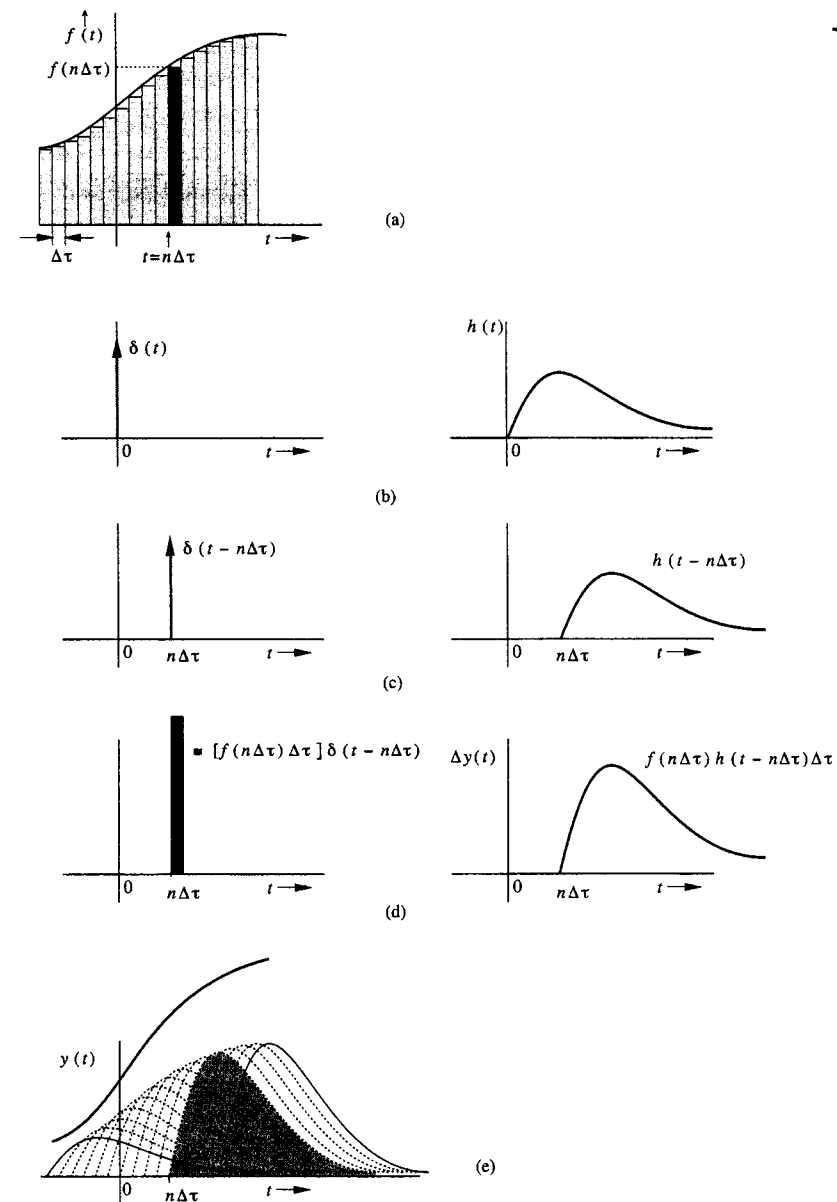 f(t)
f(nΔτ)
t
Δτ
t=nΔτ
(a)
δ(t)
0
t
h(t)
0
t
(b)
δ(t − nΔτ)
0
nΔτ
t
h(t − nΔτ)
0
nΔτ
t
(c)
≈ [f(nΔτ)Δτ]δ(t − nΔτ)
0
nΔτ
t
Δy(t)
f(nΔτ)h(t − nΔτ)Δτ
0
nΔτ
t
(d)
y(t)
0
nΔτ
t
(e)